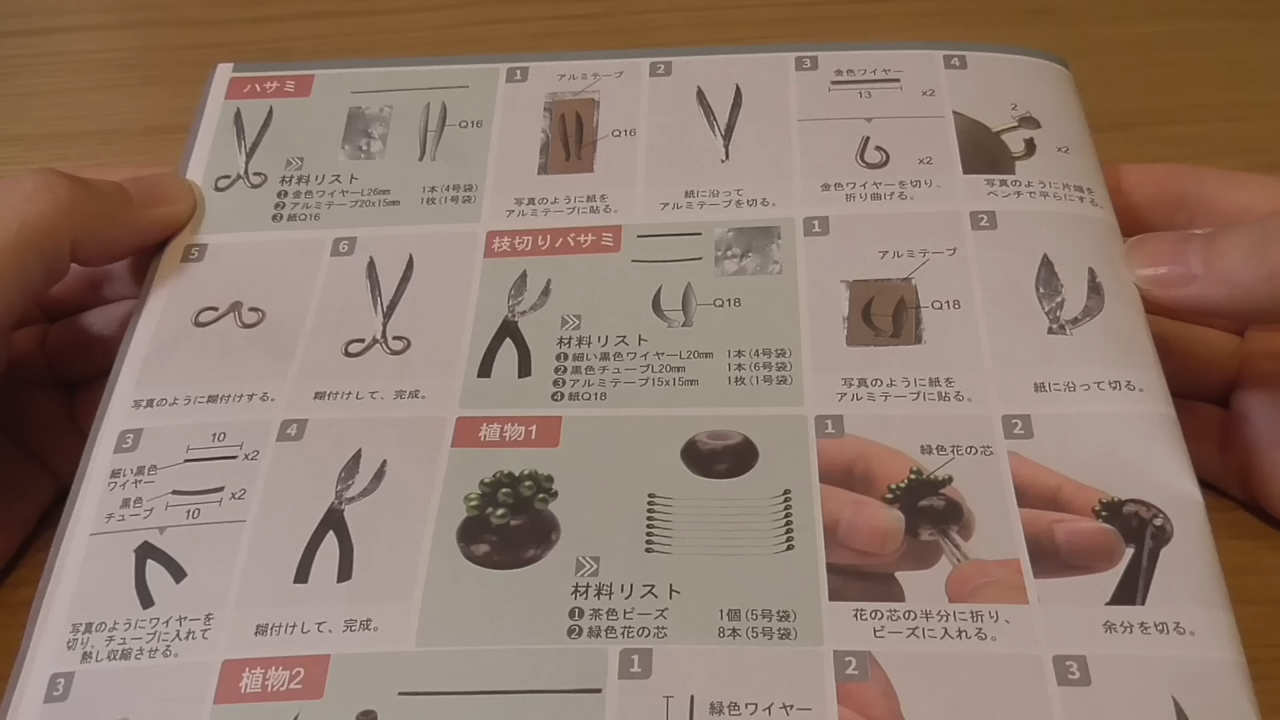 ハサミ
Q16
材料リスト
❶金色ワイヤーL26mm 1本(4号袋)
❷アルミテープ20x15mm 1枚(1号袋)
❸紙Q16
1
アルミテープ
Q16
写真のように紙を
アルミテープに貼る。
2
紙に沿って
アルミテープを切る。
3
金色ワイヤー
13
x2
x2
金色ワイヤーを切り、
折り曲げる。
4
2
x2
写真のように片端を
ペンチで平らにする。
5
写真のように糊付けする。
6
糊付けして、完成。
枝切りバサミ
Q18
材料リスト
❶細い黒色ワイヤーL20mm 1本(4号袋)
❷黒色チューブL20mm 1本(6号袋)
❸アルミテープ15x15mm 1枚(1号袋)
❹紙Q18
1
アルミテープ
Q18
写真のように紙を
アルミテープに貼る。
2
紙に沿って切る。
3
10
細い黒色
ワイヤー
x2
黒色
チューブ
x2
10
写真のようにワイヤーを
切り、チューブに入れて
熱し収縮させる。
4
糊付けして、完成。
植物1
材料リスト
❶茶色ビーズ 1個(5号袋)
❷緑色花の芯 8本(5号袋)
1
緑色花の芯
花の芯の半分に折り、
ビーズに入れる。
2
余分を切る。
3
植物2
1
緑色ワイヤー
2
3